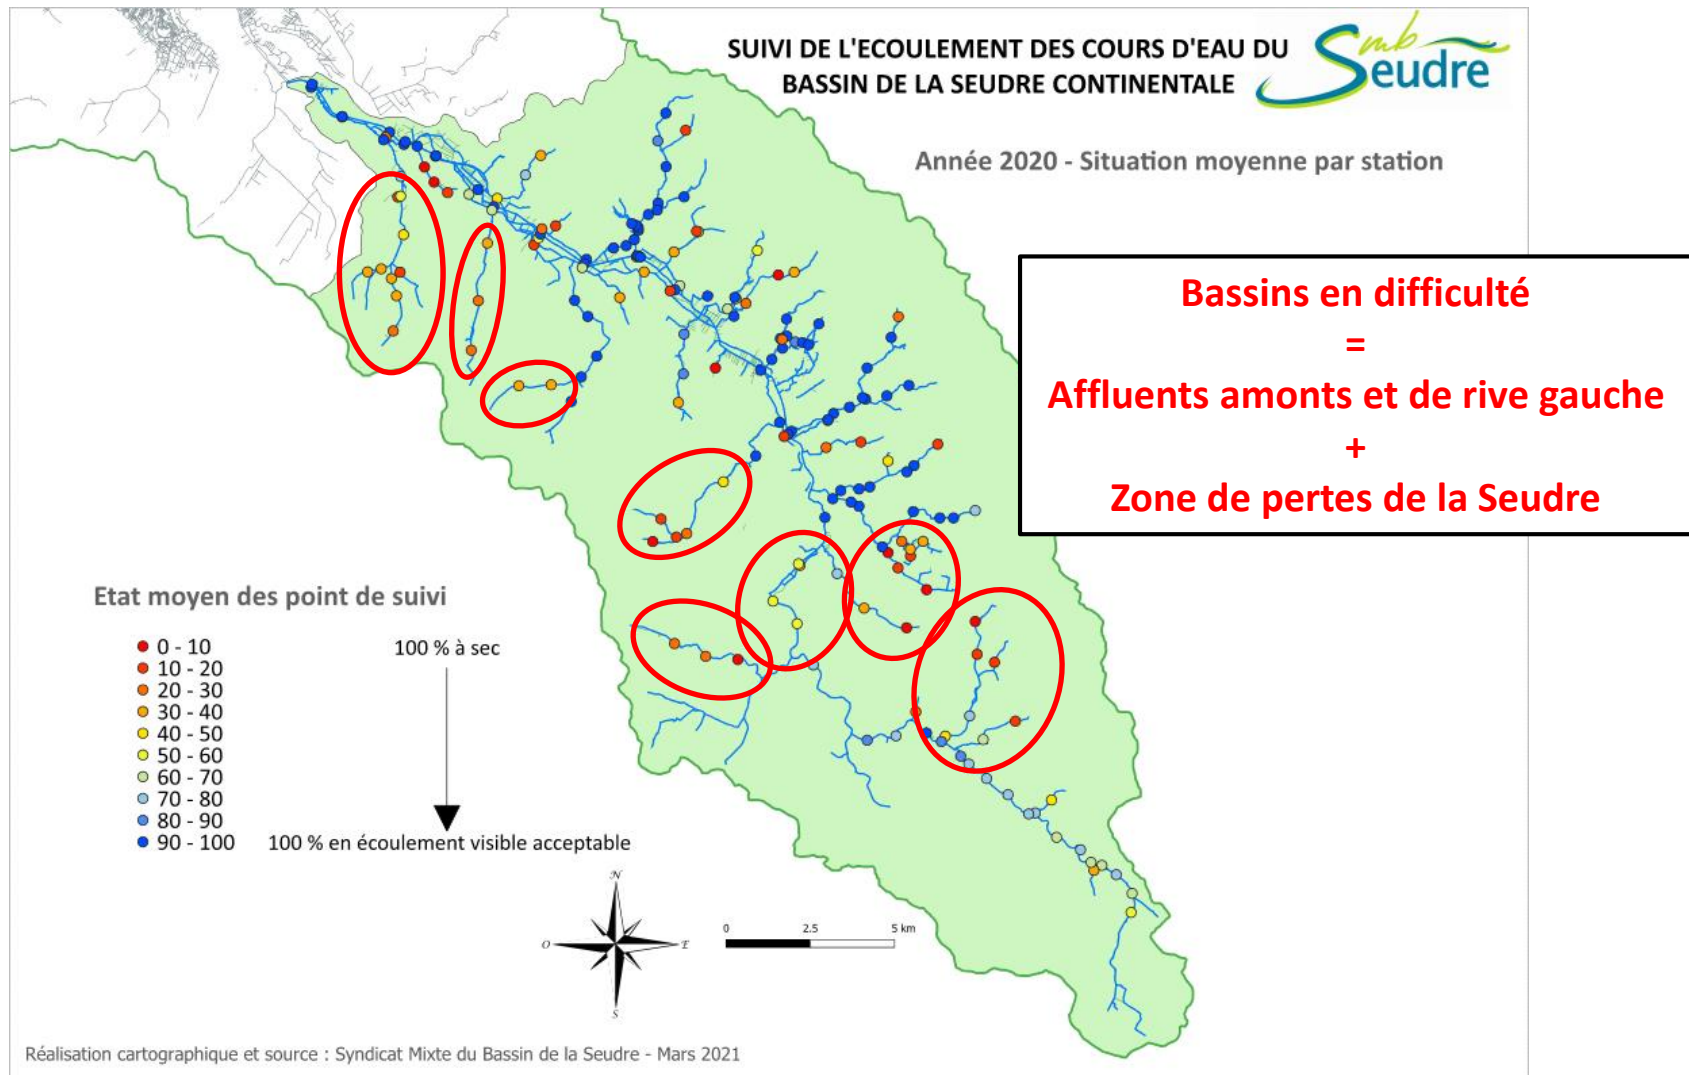 SUIVI DE L'ECOULEMENT DES COURS D'EAU DU
BASSIN DE LA SEUDRE CONTINENTALE
smb
Seudre
Année 2020 - Situation moyenne par station
Bassins en difficulté
=
Affluents amonts et de rive gauche
+
Zone de pertes de la Seudre
Etat moyen des point de suivi
0 - 10
10 - 20
20 - 30
30 - 40
40 - 50
50 - 60
60 - 70
70 - 80
80 - 90
90 - 100
100 % à sec
100 % en écoulement visible acceptable
N
O
E
S
0 2.5 5 km
Réalisation cartographique et source : Syndicat Mixte du Bassin de la Seudre - Mars 2021